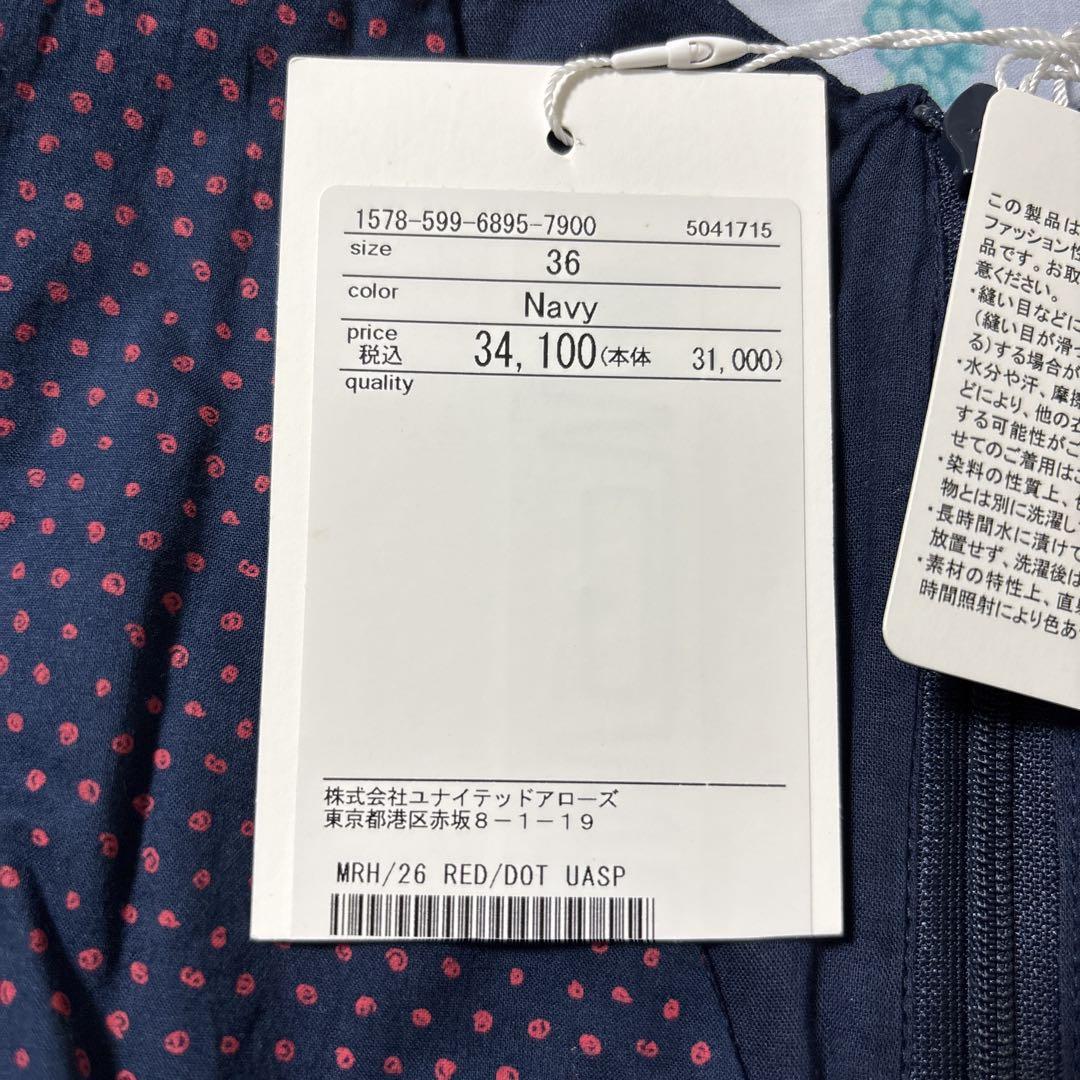 1578-599-6895-7900 5041715
size 36
color Navy
price 税込 34,100(本体 31,000)
quality
株式会社ユナイテッドアローズ
東京都港区赤坂8-1-19
MRH/26 RED/DOT UASP
この製品は
ファッション性
品です。お取
意ください。
・縫い目などに
(縫い目が滑
る)する場合が
・水分や汗、摩擦
どにより、他の衣
する可能性がご
せてのご着用は
・染料の性質上、
物とは別に洗濯し
・長時間水に漬けて
放置せず、洗濯後は
・素材の特性上、直
時間照射により色あ